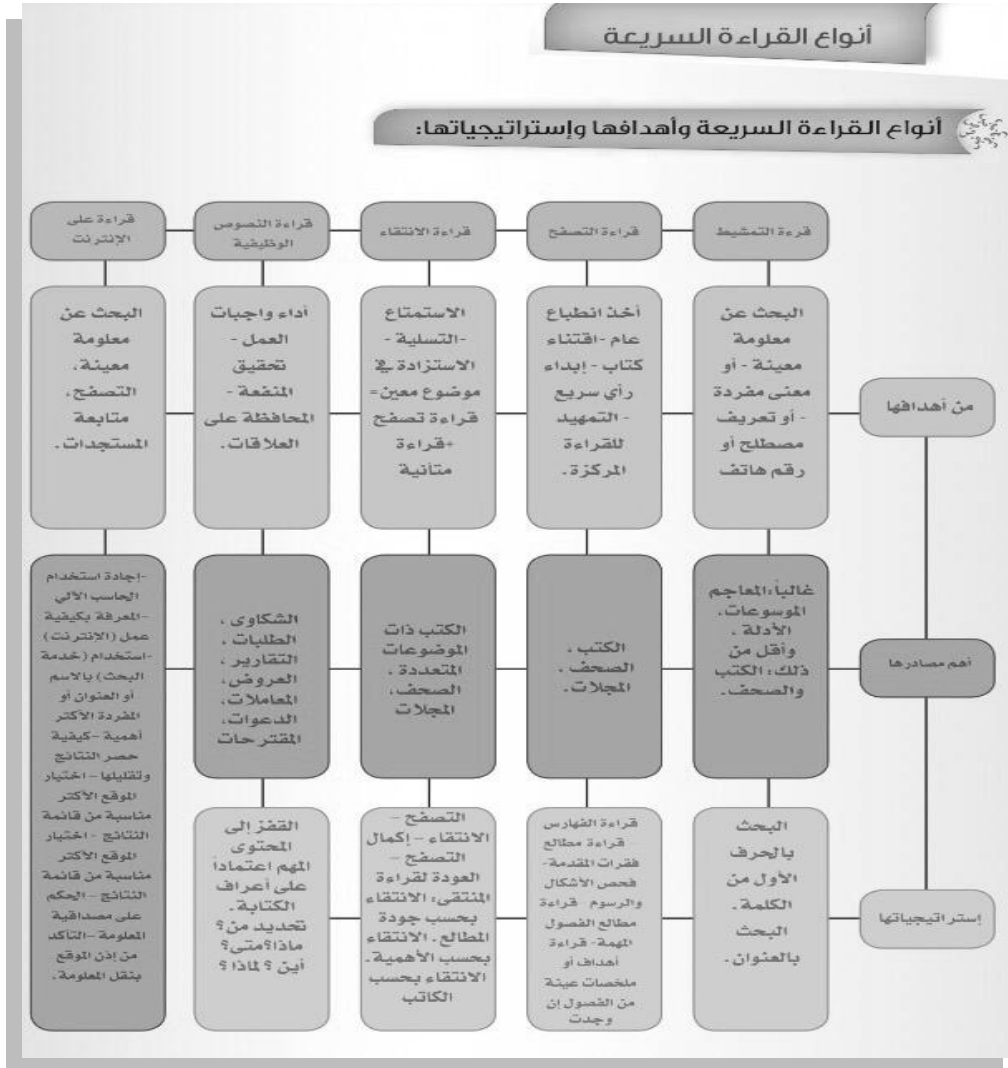 أنواع القراءة السريعة
أنواع القراءة السريعة وأهدافها وإستراتيجياتها:
قرءة التمشيط
قراءة التصفح
قراءة الانتقاء
قراءة النصوص
الوظيفية
قراءة على
الإنترنت
من أهدافها
البحث عن
معلومة
معينة - أو
معنى مفردة
- أو تعريف
مصطلح أو
رقم هاتف
أخذ انطباع
عام - اقتناء
كتاب - إبداء
رأي سريع
- التمهيد
للقراءة
المركزة.
الاستمتاع
- التسلية -
الاستزادة في
موضوع معين=
قراءة تصفح
+قراءة
متأنية
أداء واجبات
العمل -
تحقيق
المنفعة -
المحافظة على
العلاقات.
البحث عن
معلومة
معينة،
التصفح،
متابعة
المستجدات.
أهم مصادرها
غالباً:المعاجم
الموسوعات،
الأدلة ،
وأقل من
ذلك: الكتب
والصحف.
الكتب ،
الصحف ،
المجلات.
الكتب ذات
الموضوعات
المتعددة ،
الصحف،
المجلات
الشكاوى ،
الطلبات ،
التقارير ،
العروض،
المعاملات،
الدعوات،
المقترحات
-إجادة استخدام
الحاسب الآلي
-المعرفة بكيفية
عمل (الإنترنت)
-استخدام (خدمة
البحث) بالاسم
أو العنوان أو
المفردة الأكثر
أهمية -كيفية
حصر النتائج
وتقليلها – اختيار
الموقع الأكثر
مناسبة من قائمة
النتائج - اختيار
الموقع الأكثر
مناسبة من قائمة
النتائج – الحكم
على مصداقية
المعلومة –التأكد
من إذن الموقع
بنقل المعلومة.
إستراتيجياتها
البحث
بالحرف
الأول من
الكلمة.
البحث
بالعنوان.
قراءة الفهارس
- قراءة مطالع
فقرات المقدمة-
فحص الأشكال
والرسوم - قراءة
مطالع الفصول
المهمة- قراءة
أهداف أو
ملخصات عينة
من الفصول إن
وجدت
التصفح –
الانتقاء – إكمال
التصفح –
العودة لقراءة
المنتقى: الانتقاء
بحسب جودة
المطالع. الانتقاء
بحسب الأهمية.
الانتقاء بحسب
الكاتب
القفز إلى
المحتوى
المهم اعتماداً
على أعراف
الكتابة.
تحديد من؟
ماذا؟متى؟
أين ؟ لماذا ؟